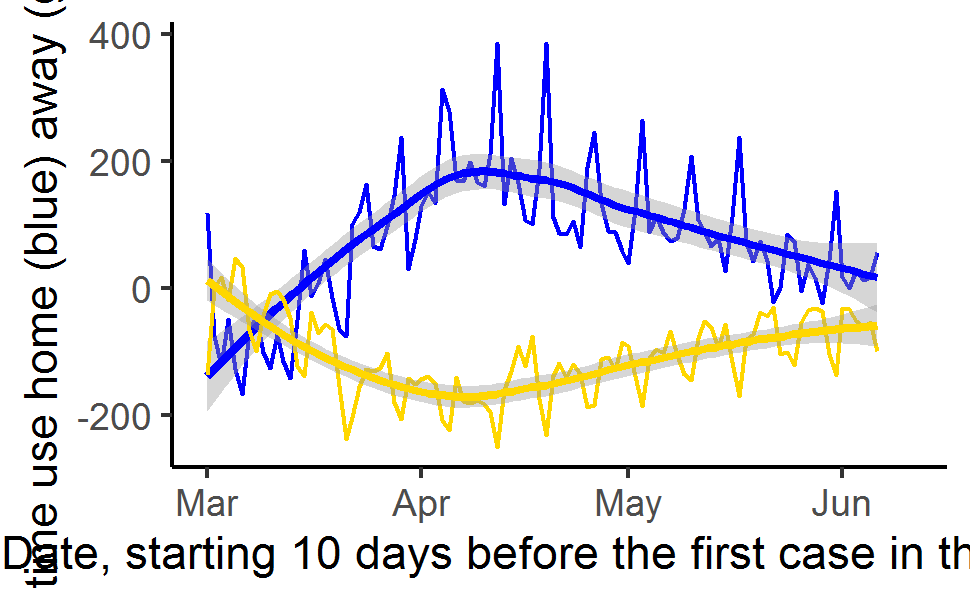 time use home (blue) away (
400
200
0
-200
Mar
Apr
May
Jun
Date, starting 10 days before the first case in th